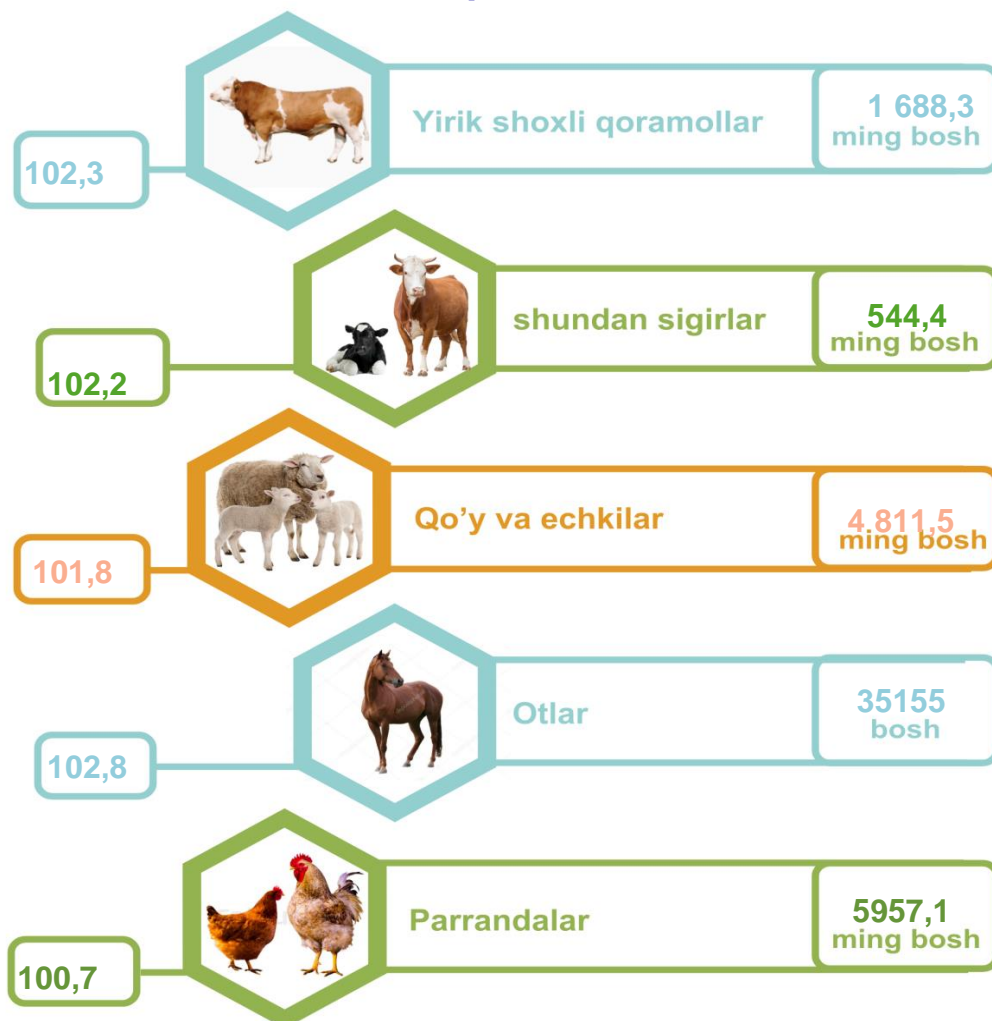 Yirik shoxli qoramollar
1 688,3
ming bosh
102,3
shundan sigirlar
544,4
ming bosh
102,2
Qo’y va echkilar
4 811,5
ming bosh
101,8
Otlar
35155
bosh
102,8
Parrandalar
5957,1
ming bosh
100,7